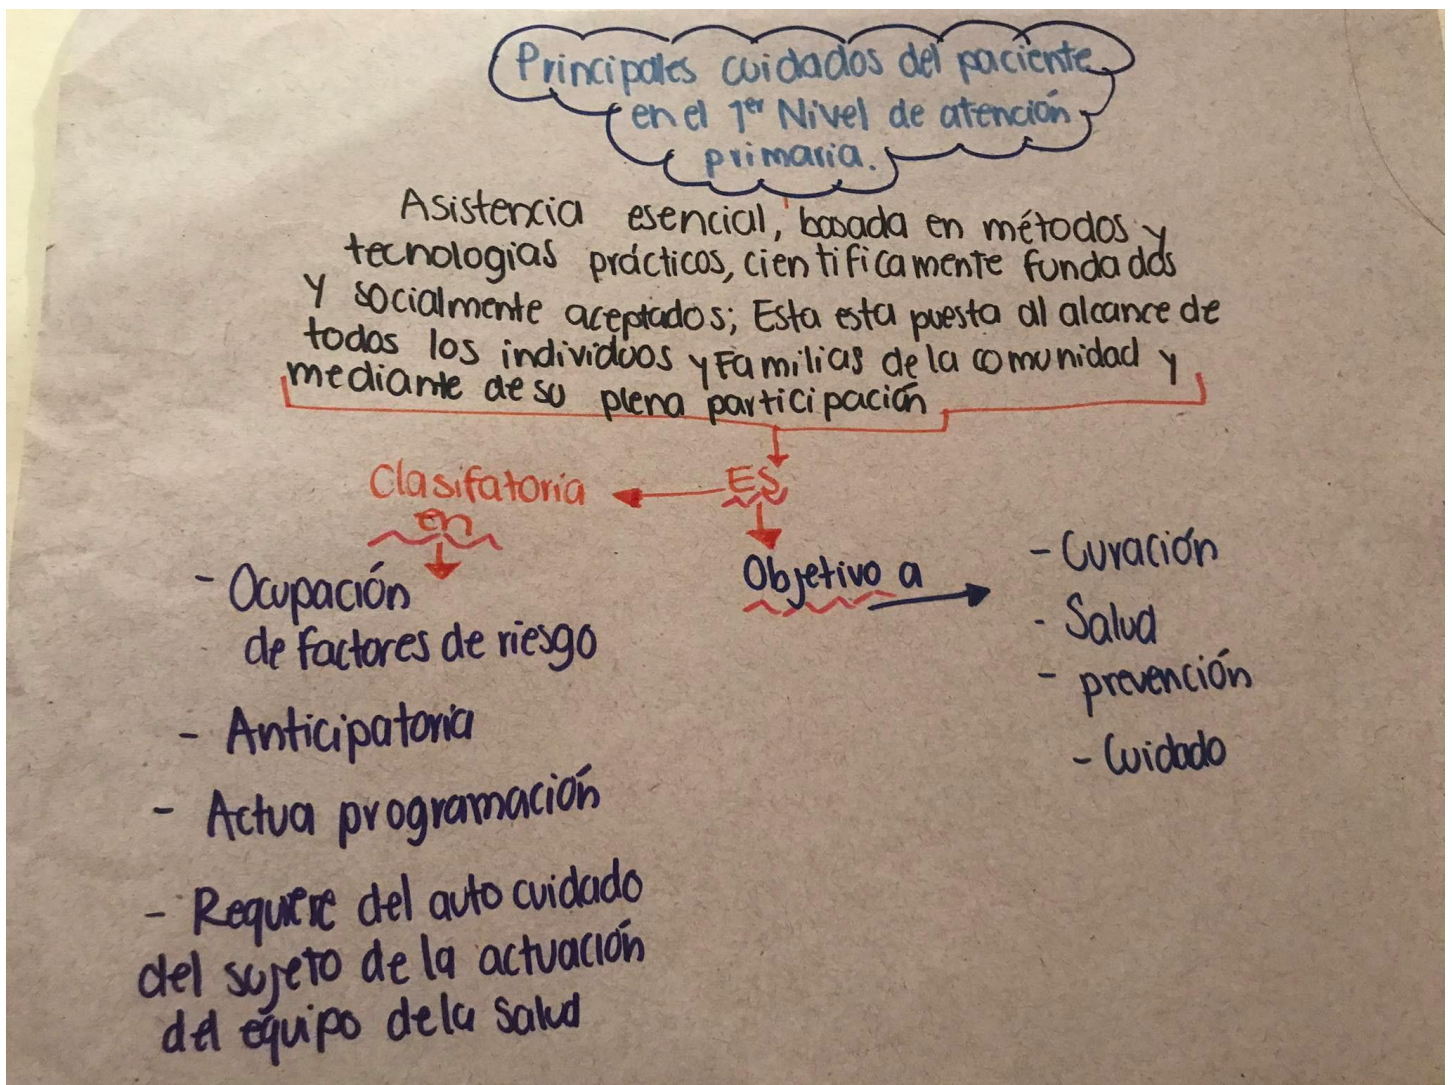 Principales cuidados del paciente
en el 1er Nivel de atención
primaria.
Asistencia esencial, basada en métodos y
tecnologias prácticos, cientificamente fundados
y socialmente aceptados; Esta esta puesta al alcance de
todos los individuos y Familias de la comunidad y
mediante de su plena participación
Clasifatoria
en
ES
- Ocupación
de factores de riesgo
- Anticipatoria
- Actua programación
- Requiere del auto cuidado
del sujeto de la actuación
del equipo de la salud
Objetivo a
- Curación
- Salud
- prevención
- Cuidado